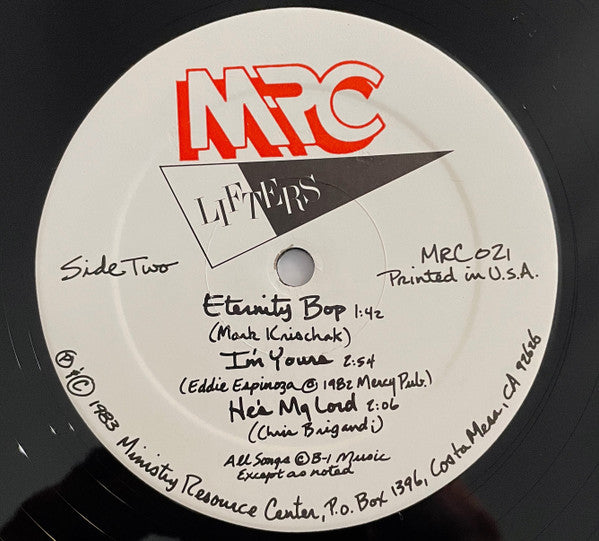 MRC
LIFTERS
Side Two
MRC 021
Printed in U.S.A.
Eternity Bop 1:42
(Mark Krischak)
I'm Yours 2:54
(Eddie Espinoza © 1982 Mercy Pub.)
He's My Lord 2:06
(Chris Brigandi)
All Songs © B-1 Music
Except as noted
℗ & © 1983 Ministry Resource Center, P.O. Box 1396, Costa Mesa, CA 92626